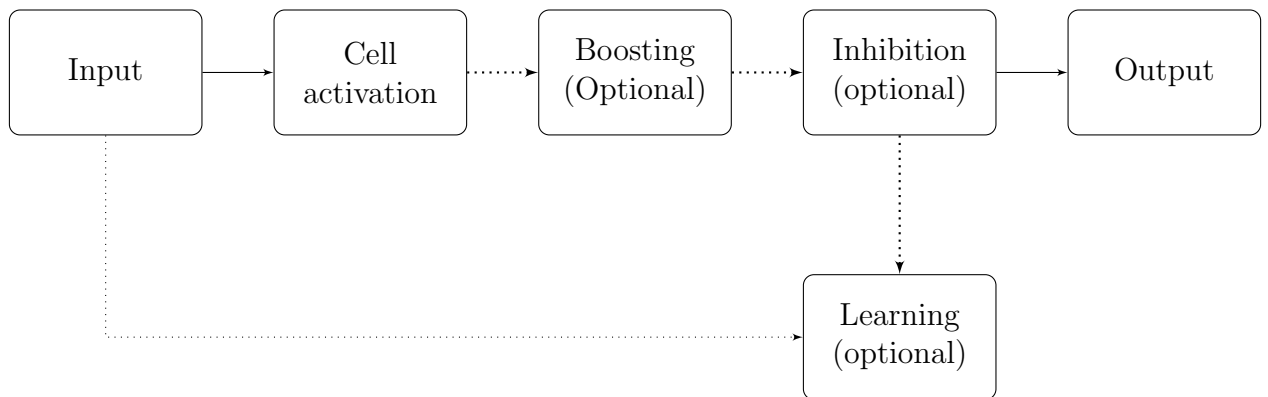 Input
Cell
activation
Boosting
(Optional)
Inhibition
(optional)
Output
Learning
(optional)